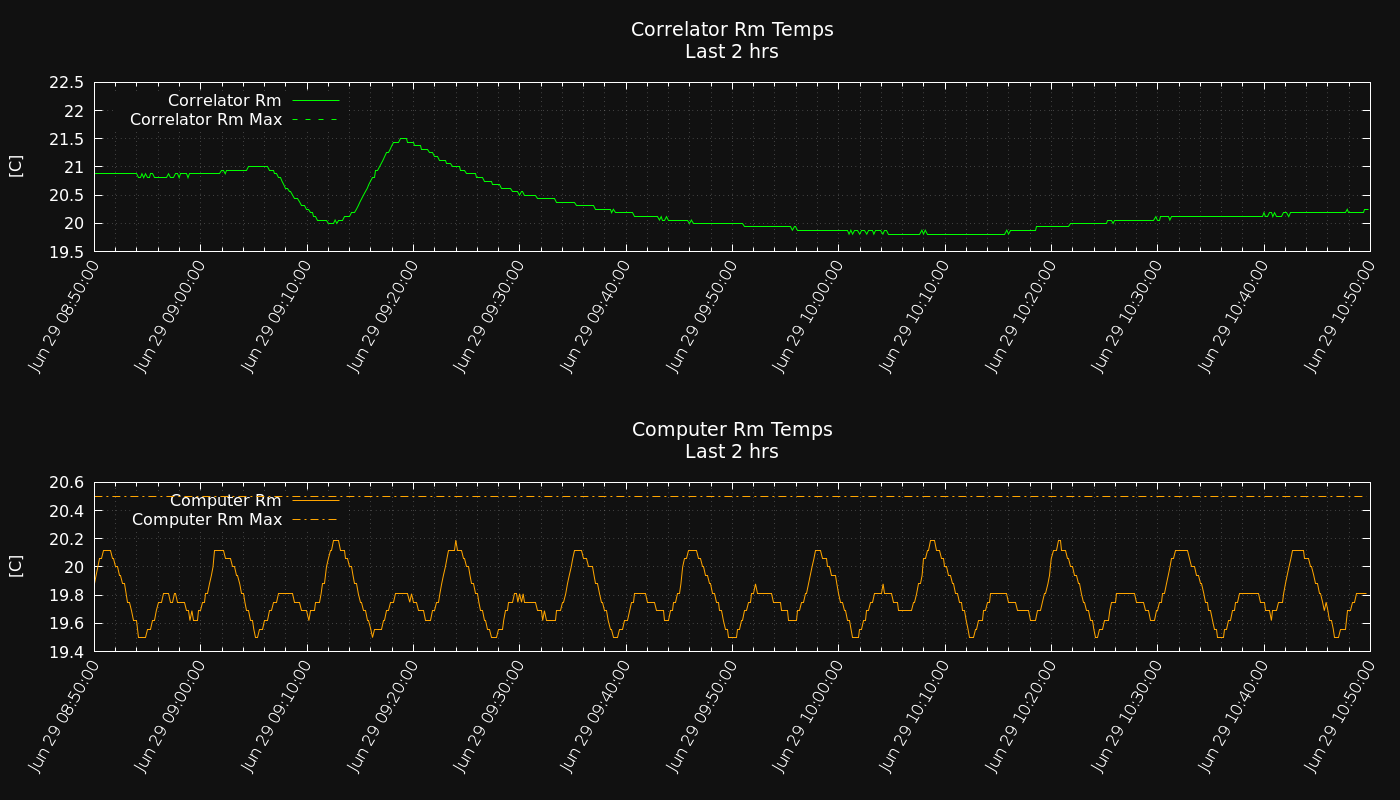 Correlator Rm Temps
Last 2 hrs
22.5
22
21.5
21
20.5
20
19.5
[C]
Correlator Rm
Correlator Rm Max
Jun 29 08:50:00
Jun 29 09:00:00
Jun 29 09:10:00
Jun 29 09:20:00
Jun 29 09:30:00
Jun 29 09:40:00
Jun 29 09:50:00
Jun 29 10:00:00
Jun 29 10:10:00
Jun 29 10:20:00
Jun 29 10:30:00
Jun 29 10:40:00
Jun 29 10:50:00
Computer Rm Temps
Last 2 hrs
20.6
20.4
20.2
20
19.8
19.6
19.4
[C]
Computer Rm
Computer Rm Max
Jun 29 08:50:00
Jun 29 09:00:00
Jun 29 09:10:00
Jun 29 09:20:00
Jun 29 09:30:00
Jun 29 09:40:00
Jun 29 09:50:00
Jun 29 10:00:00
Jun 29 10:10:00
Jun 29 10:20:00
Jun 29 10:30:00
Jun 29 10:40:00
Jun 29 10:50:00